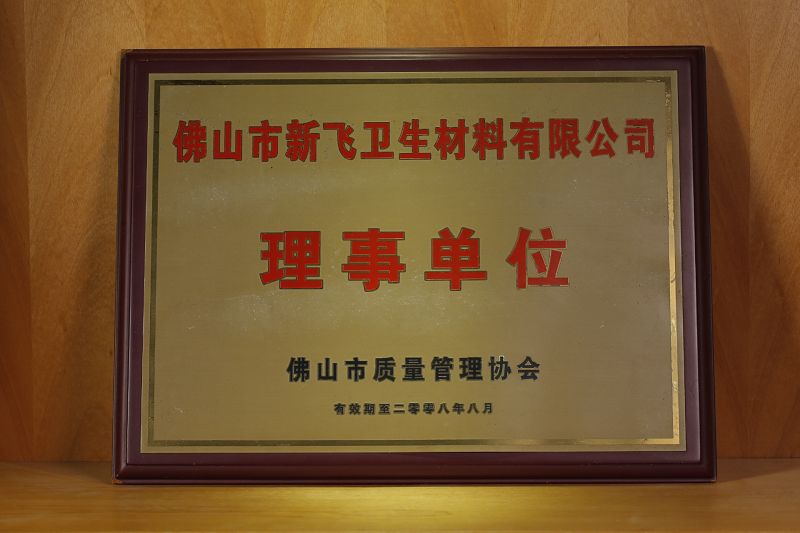 佛山市新飞卫生材料有限公司
理事单位
佛山市质量管理协会
有效期至二零零八年八月